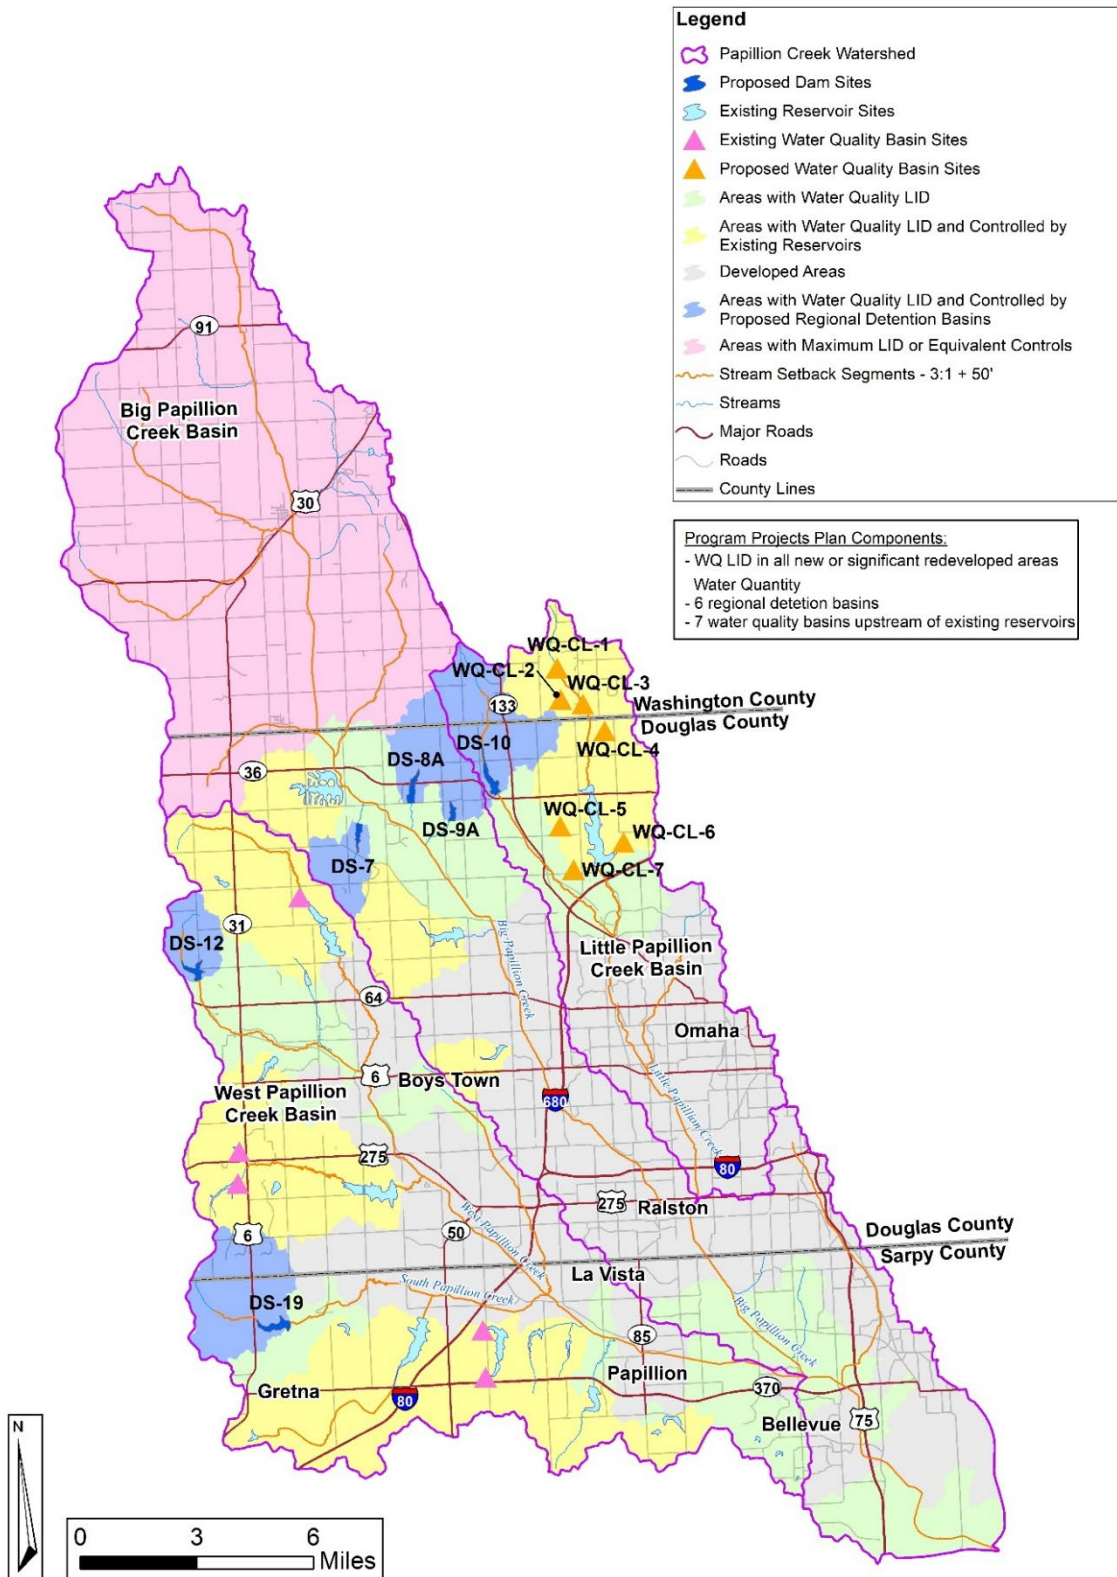 Legend
Papillion Creek Watershed
Proposed Dam Sites
Existing Reservoir Sites
Existing Water Quality Basin Sites
Proposed Water Quality Basin Sites
Areas with Water Quality LID
Areas with Water Quality LID and Controlled by
Existing Reservoirs
Developed Areas
Areas with Water Quality LID and Controlled by
Proposed Regional Detention Basins
Areas with Maximum LID or Equivalent Controls
Stream Setback Segments - 3:1 + 50'
Streams
Major Roads
Roads
County Lines
Program Projects Plan Components:
- WQ LID in all new or significant redeveloped areas
Water Quantity
- 6 regional detetion basins
- 7 water quality basins upstream of existing reservoirs
91
Big Papillion
Creek Basin
30
WQ-CL-1
WQ-CL-2
WQ-CL-3
133
Washington County
Douglas County
DS-10
WQ-CL-4
DS-8A
36
WQ-CL-5
DS-9A
WQ-CL-6
DS-7
WQ-CL-7
31
DS-12
Big Papillion Creek
Little Papillion
Creek Basin
64
Omaha
6
Boys Town
West Papillion
Creek Basin
680
Little Papillion Creek
275
80
275
Ralston
West Papillion Creek
6
50
Douglas County
Sarpy County
La Vista
South Papillion Creek
DS-19
Big Papillion Creek
85
Papillion
Gretna
370
80
Bellevue
75
N
0
3
6
Miles